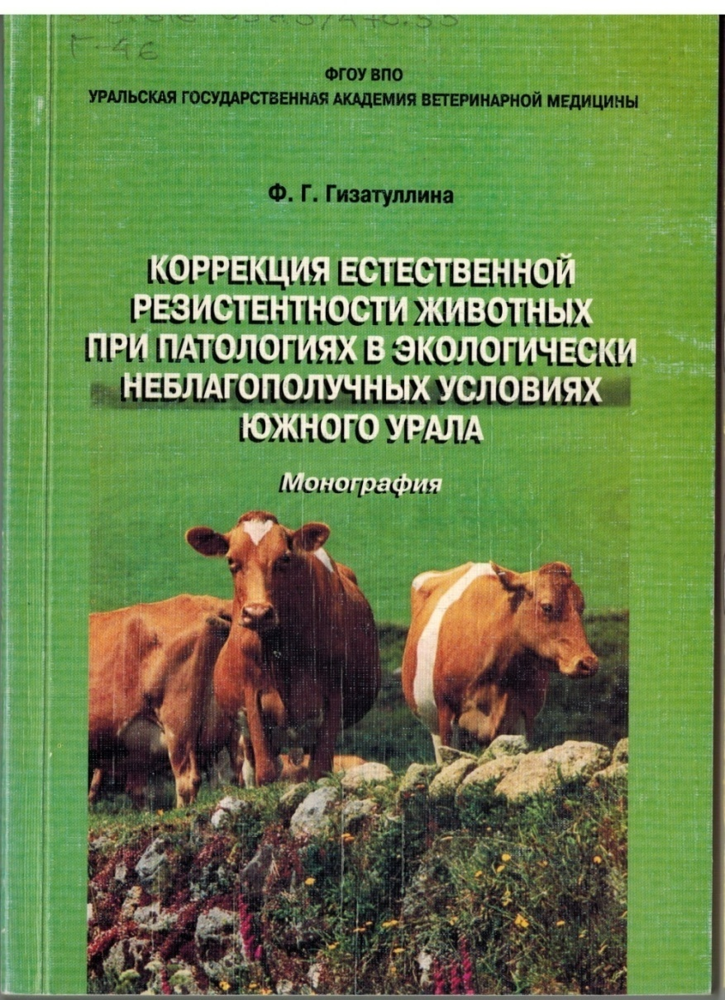 Г-46
ФГОУ ВПО
УРАЛЬСКАЯ ГОСУДАРСТВЕННАЯ АКАДЕМИЯ ВЕТЕРИНАРНОЙ МЕДИЦИНЫ
Ф. Г. Гизатуллина
КОРРЕКЦИЯ ЕСТЕСТВЕННОЙ
РЕЗИСТЕНТНОСТИ ЖИВОТНЫХ
ПРИ ПАТОЛОГИЯХ В ЭКОЛОГИЧЕСКИ
НЕБЛАГОПОЛУЧНЫХ УСЛОВИЯХ
ЮЖНОГО УРАЛА
Монография